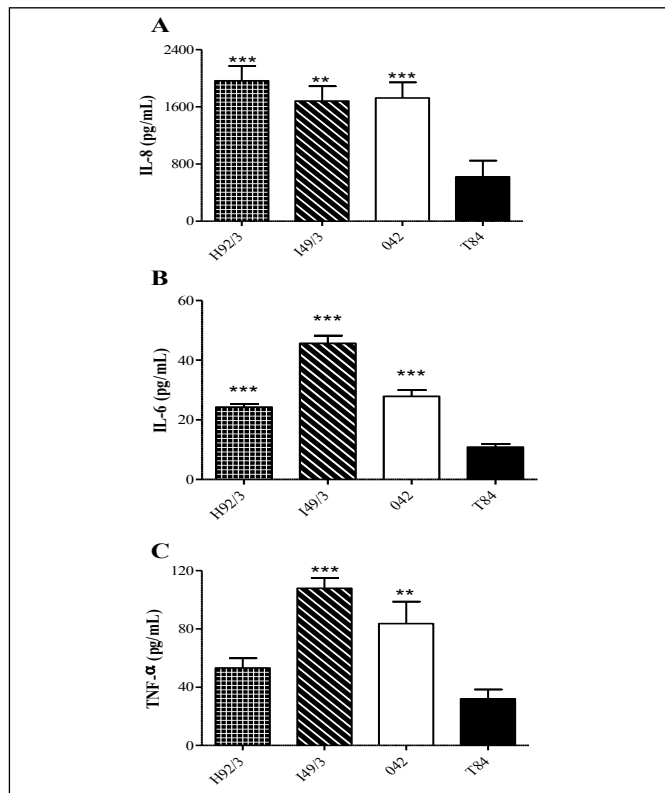 A
2400
1600
800
0
IL-8 (pg/mL)
***
**
***
H92/3
I49/3
042
T84
B
60
40
20
0
IL-6 (pg/mL)
***
***
***
H92/3
I49/3
042
T84
C
120
80
40
0
TNF-α (pg/mL)
***
**
H92/3
I49/3
042
T84